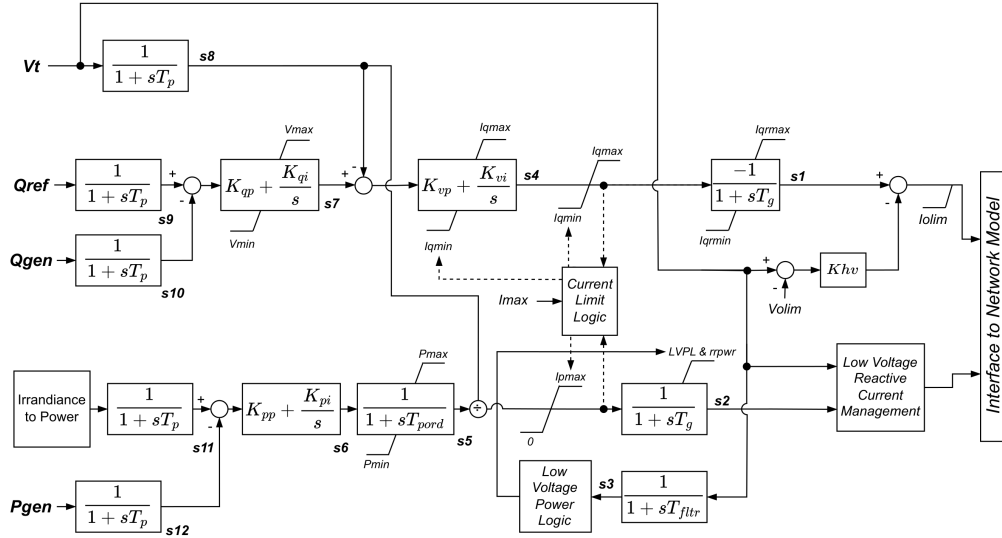 Vt
1
1 + sT_p
s8
Qref
1
1 + sT_p
s9
+
-
Vmax
K_qp + K_qi
s
Vmin
s7
+
-
Iqmax
K_vp + K_vi
s
Iqmin
s4
Iqmax
Iqmin
Iqrmax
-1
1 + sT_g
Iqrmin
s1
+
-
Iolim
Qgen
1
1 + sT_p
s10
Imax
Current
Limit
Logic
+
-
Volim
Khv
Interface to Network Model
Irrandiance
to Power
1
1 + sT_p
s11
+
-
K_pp + K_pi
s
s6
Pmax
1
1 + sT_pord
Pmin
s5
÷
Ipmax
0
LVPL & rrpwr
1
1 + sT_g
s2
Low Voltage
Reactive
Current
Management
Pgen
1
1 + sT_p
s12
Low
Voltage
Power
Logic
s3
1
1 + sT_fltr